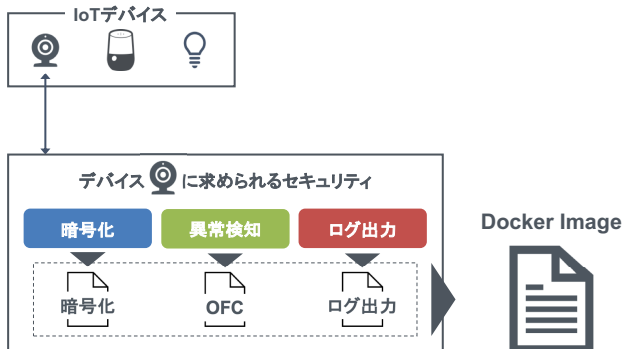 IoTデバイス
デバイス に求められるセキュリティ
暗号化 異常検知 ログ出力
暗号化 OFC ログ出力
Docker Image